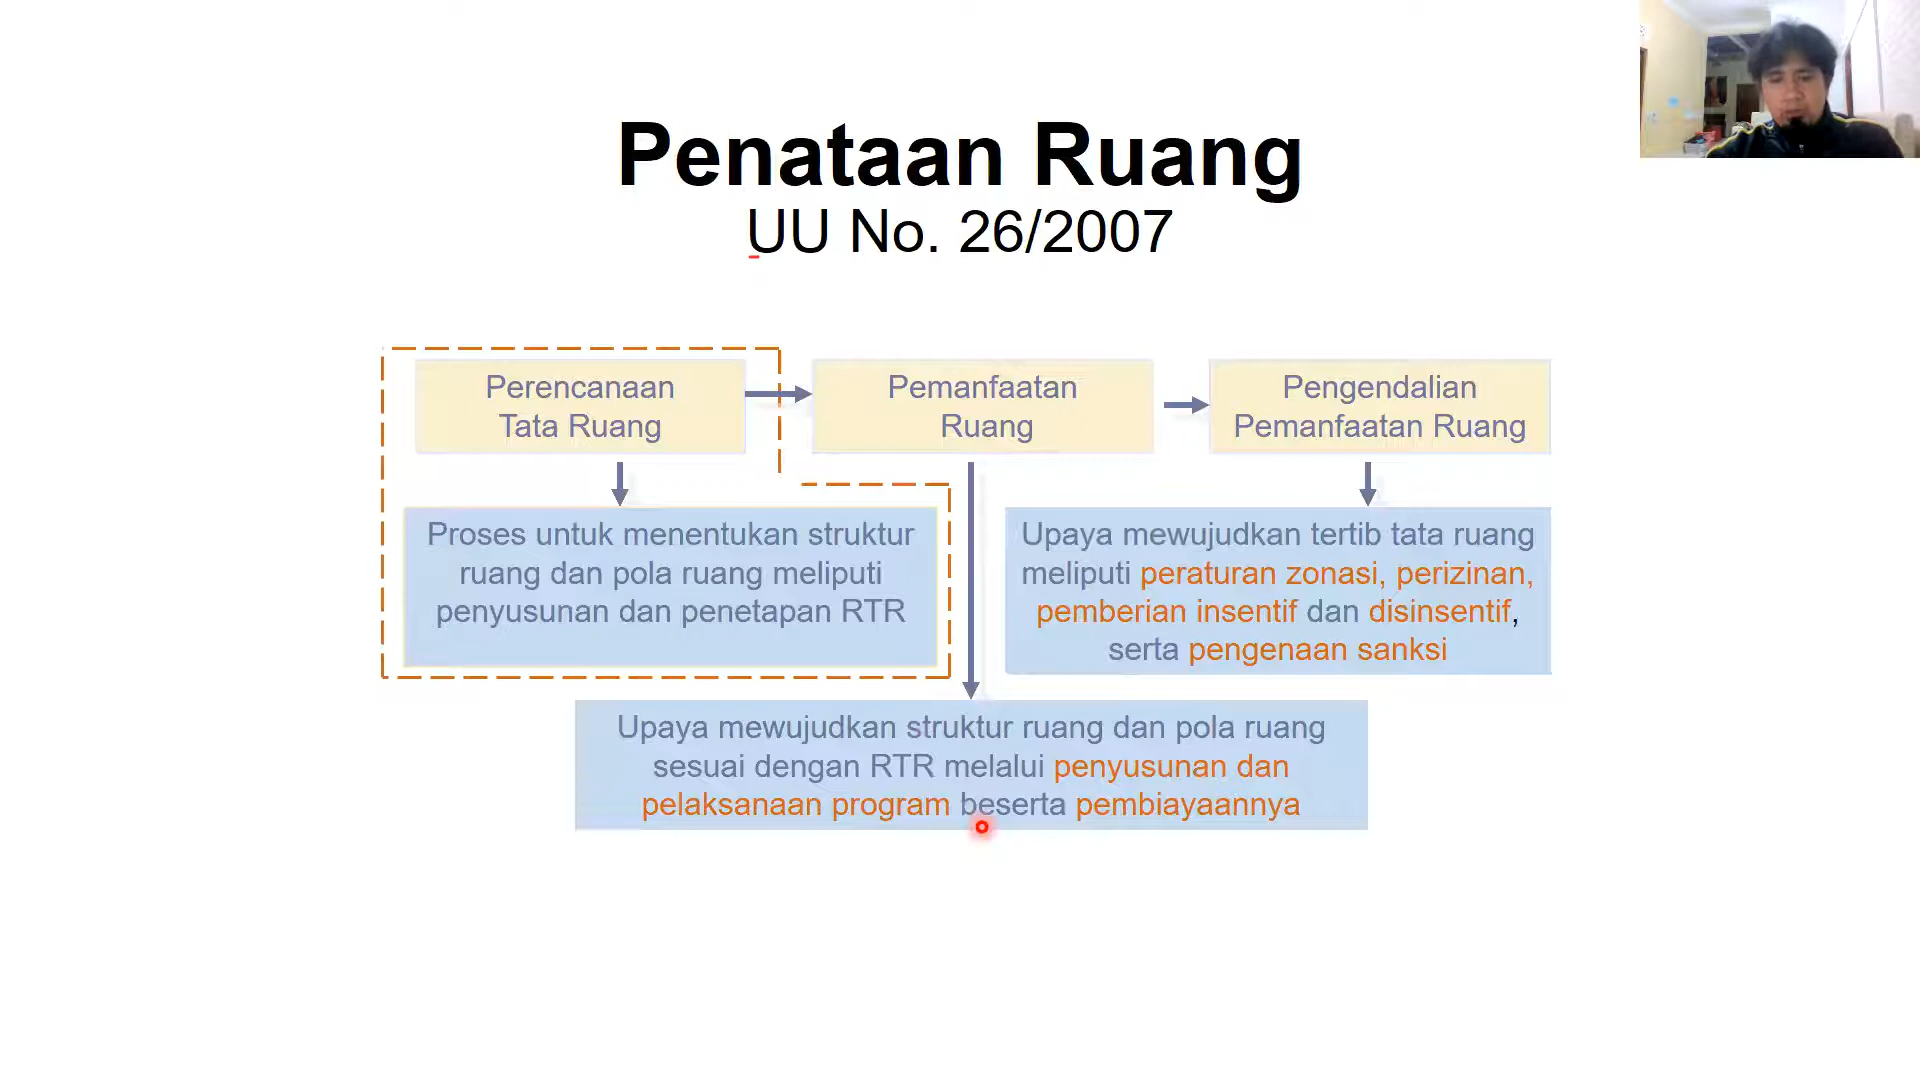 Penataan Ruang
UU No. 26/2007
Perencanaan
Tata Ruang
Pemanfaatan
Ruang
Pengendalian
Pemanfaatan Ruang
Proses untuk menentukan struktur
ruang dan pola ruang meliputi
penyusunan dan penetapan RTR
Upaya mewujudkan tertib tata ruang
meliputi peraturan zonasi, perizinan,
pemberian insentif dan disinsentif,
serta pengenaan sanksi
Upaya mewujudkan struktur ruang dan pola ruang
sesuai dengan RTR melalui penyusunan dan
pelaksanaan program beserta pembiayaannya